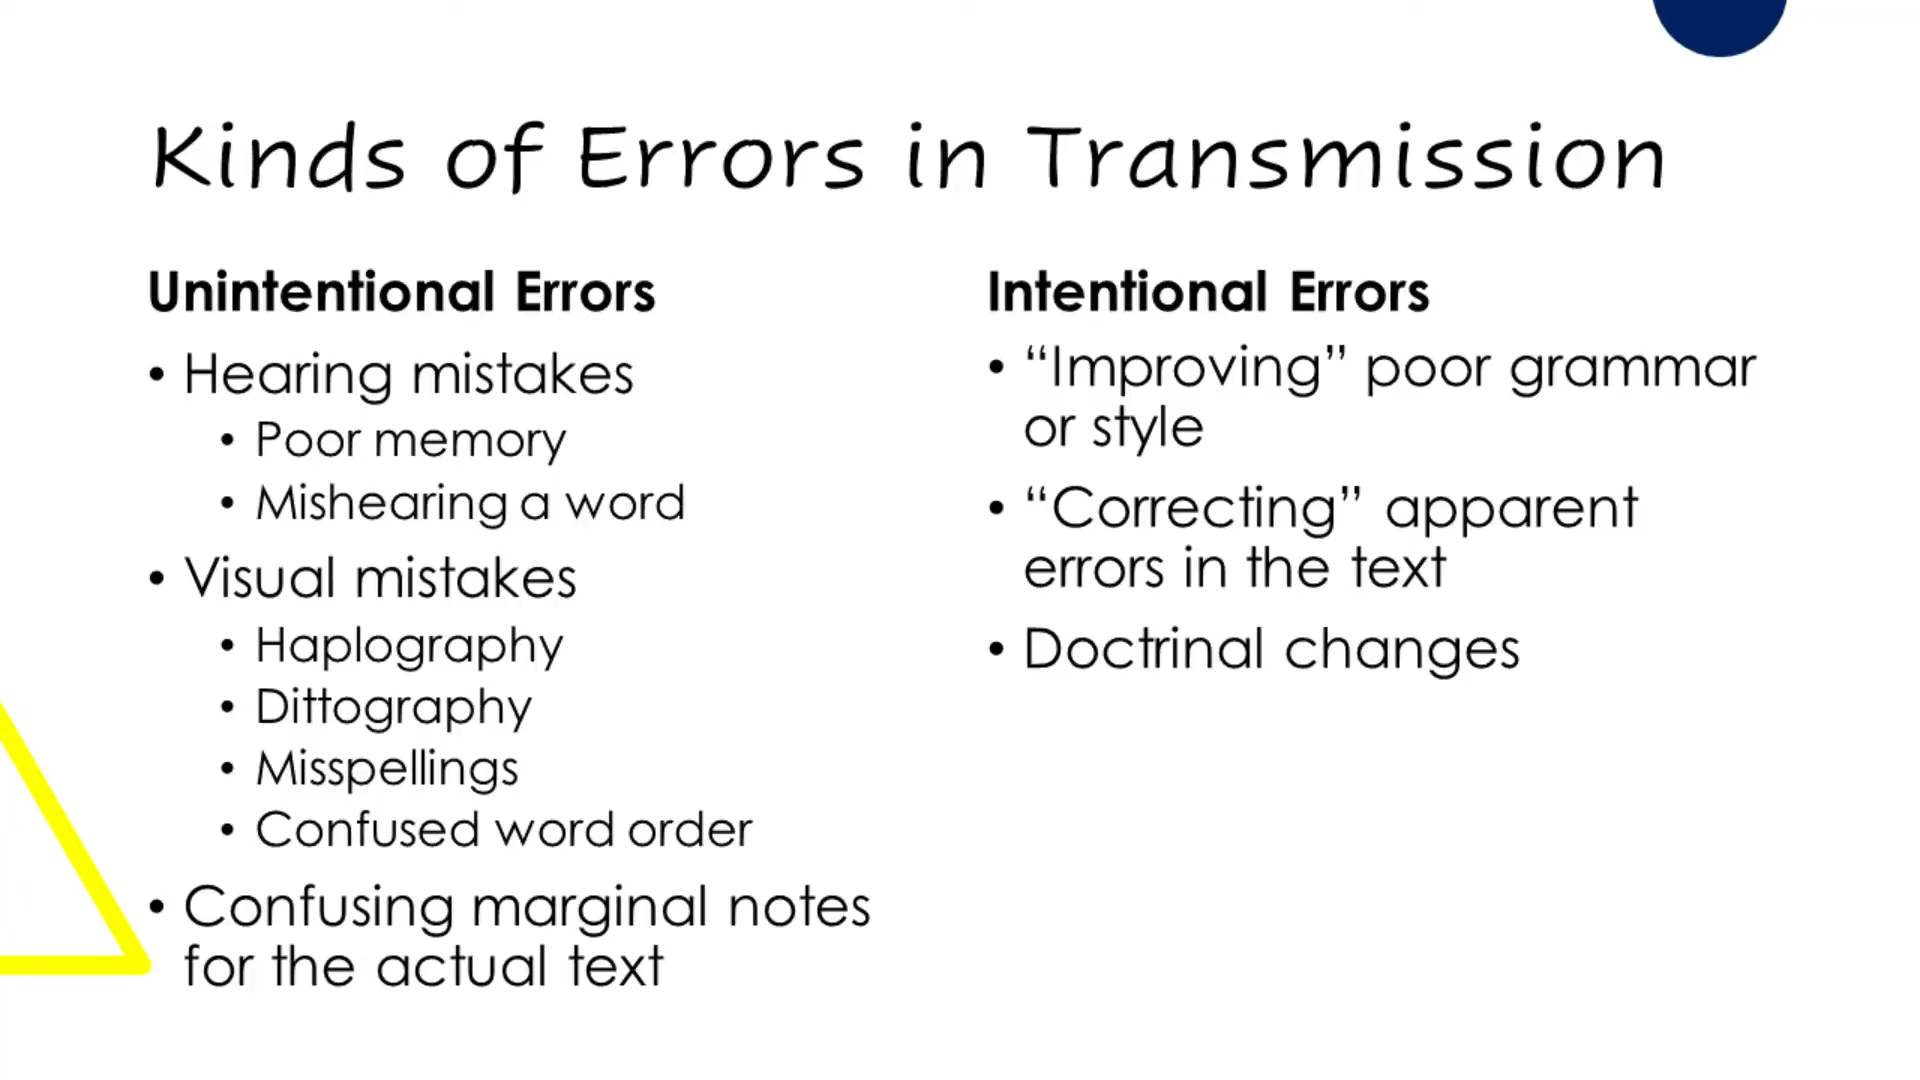 Kinds of Errors in Transmission
Unintentional Errors
• Hearing mistakes
• Poor memory
• Mishearing a word
• Visual mistakes
• Haplography
• Dittography
• Misspellings
• Confused word order
• Confusing marginal notes
for the actual text
Intentional Errors
• “Improving” poor grammar
or style
• “Correcting” apparent
errors in the text
• Doctrinal changes